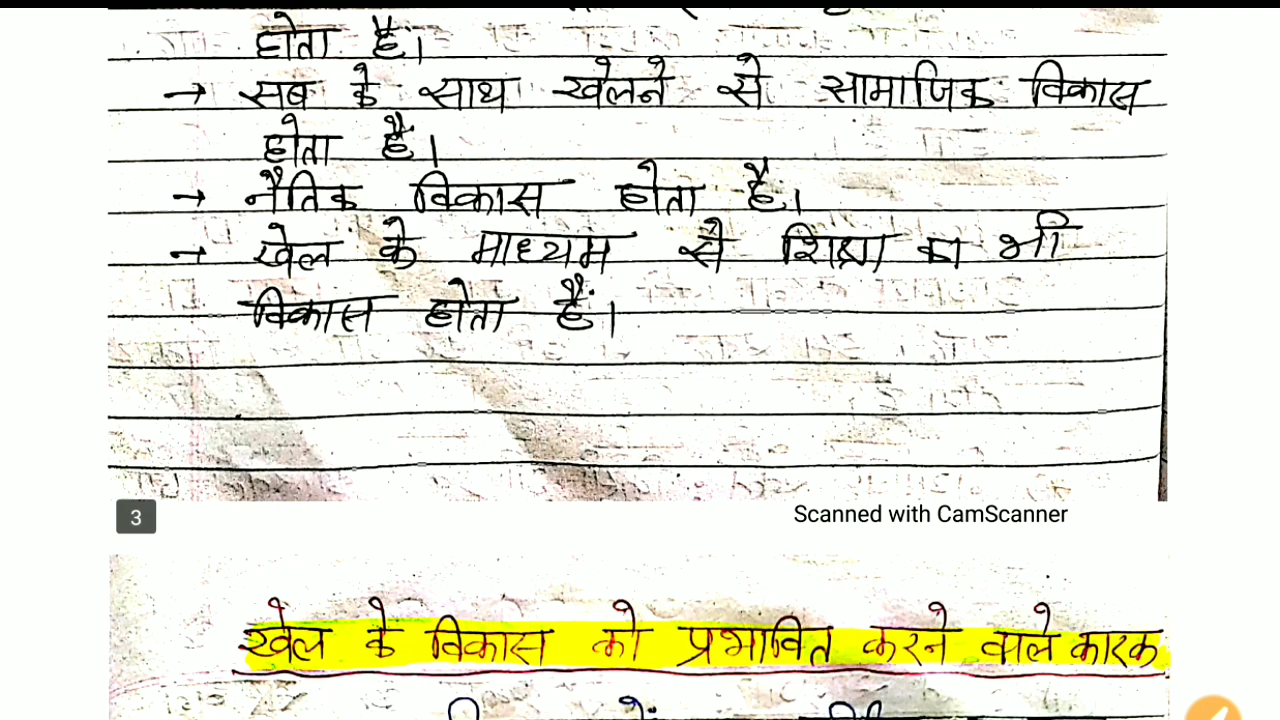 होता है।
→ सब के साथ खेलने से सामाजिक विकास
होता है।
→ नैतिक विकास होता है।
→ खेल के माध्यम से शिक्षा का भी
विकास होता हैं।
3
Scanned with CamScanner
खेल के विकास को प्रभावित करने वाले कारक